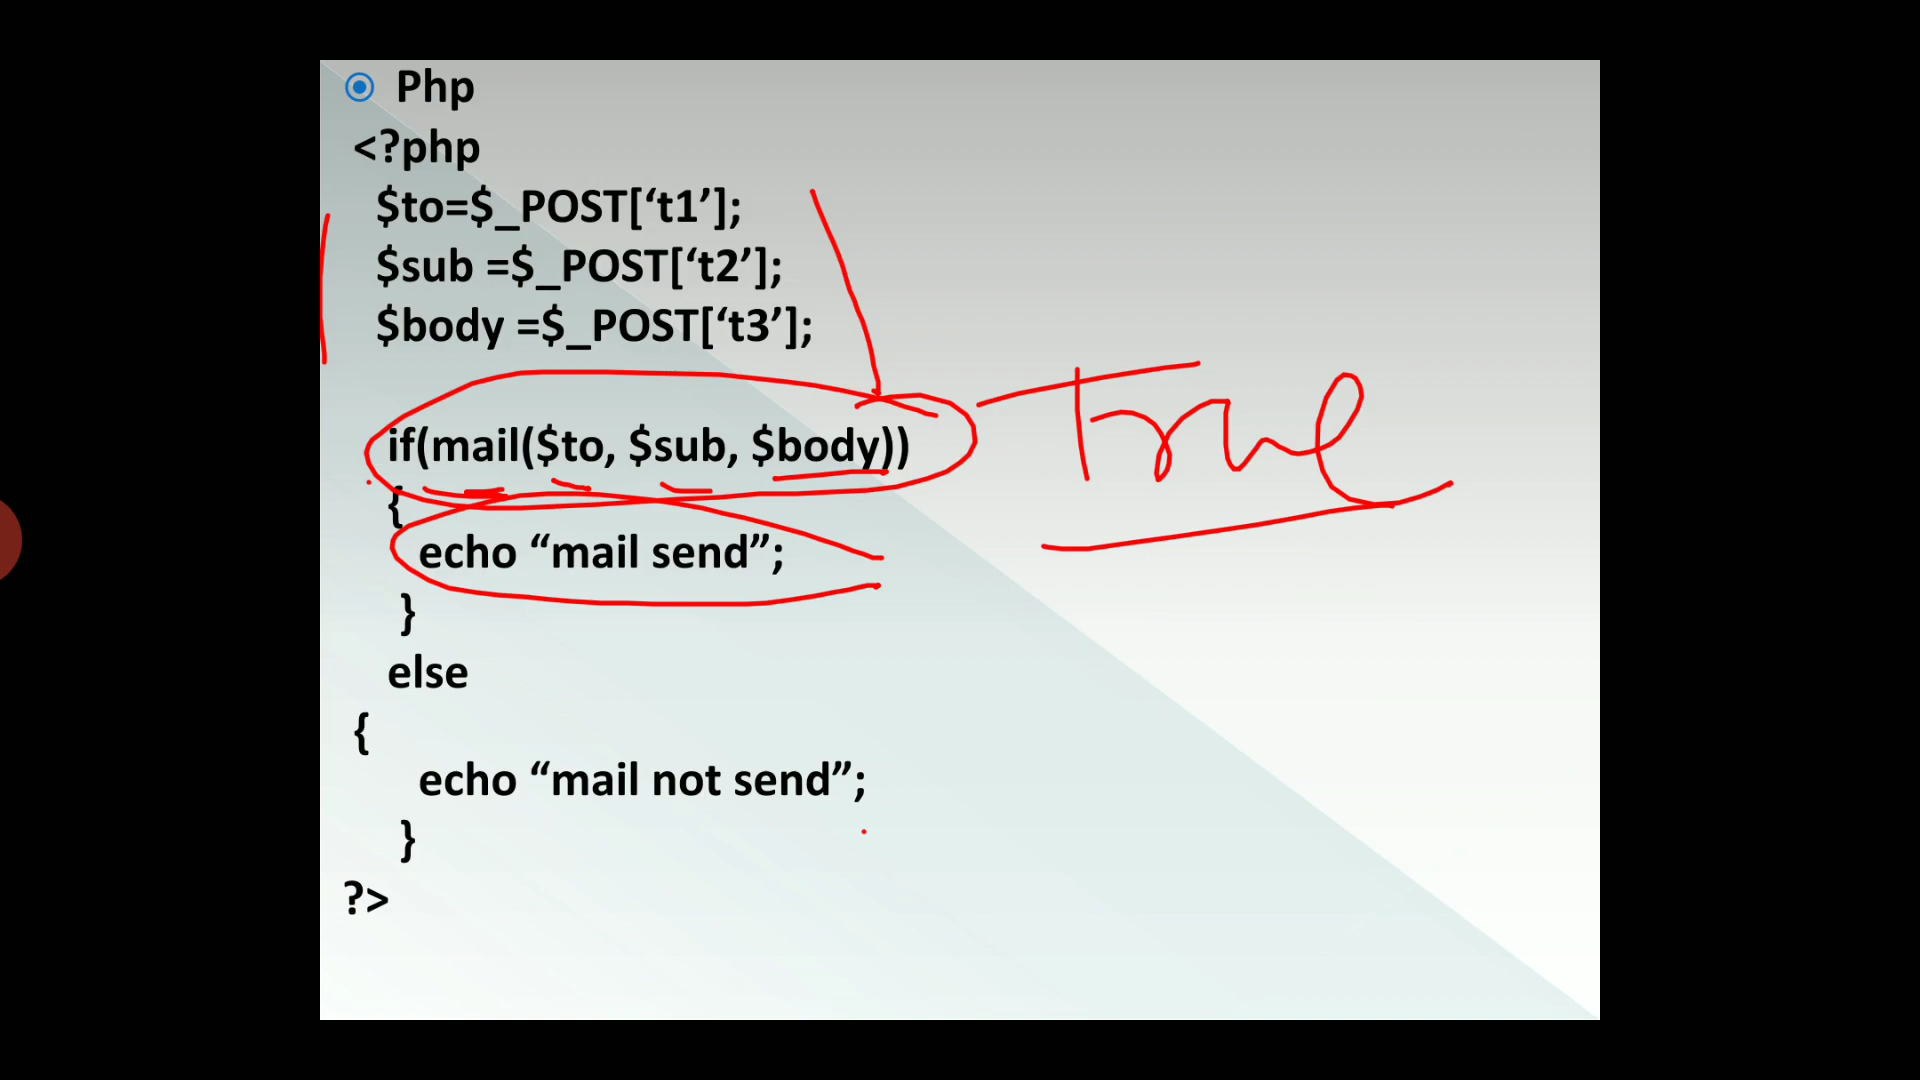 Php
<?php
$to=$_POST[‘t1’];
$sub =$_POST[‘t2’];
$body =$_POST[‘t3’];
if(mail($to, $sub, $body))
True
{
echo “mail send”;
}
else
{
echo “mail not send”;
}
?>